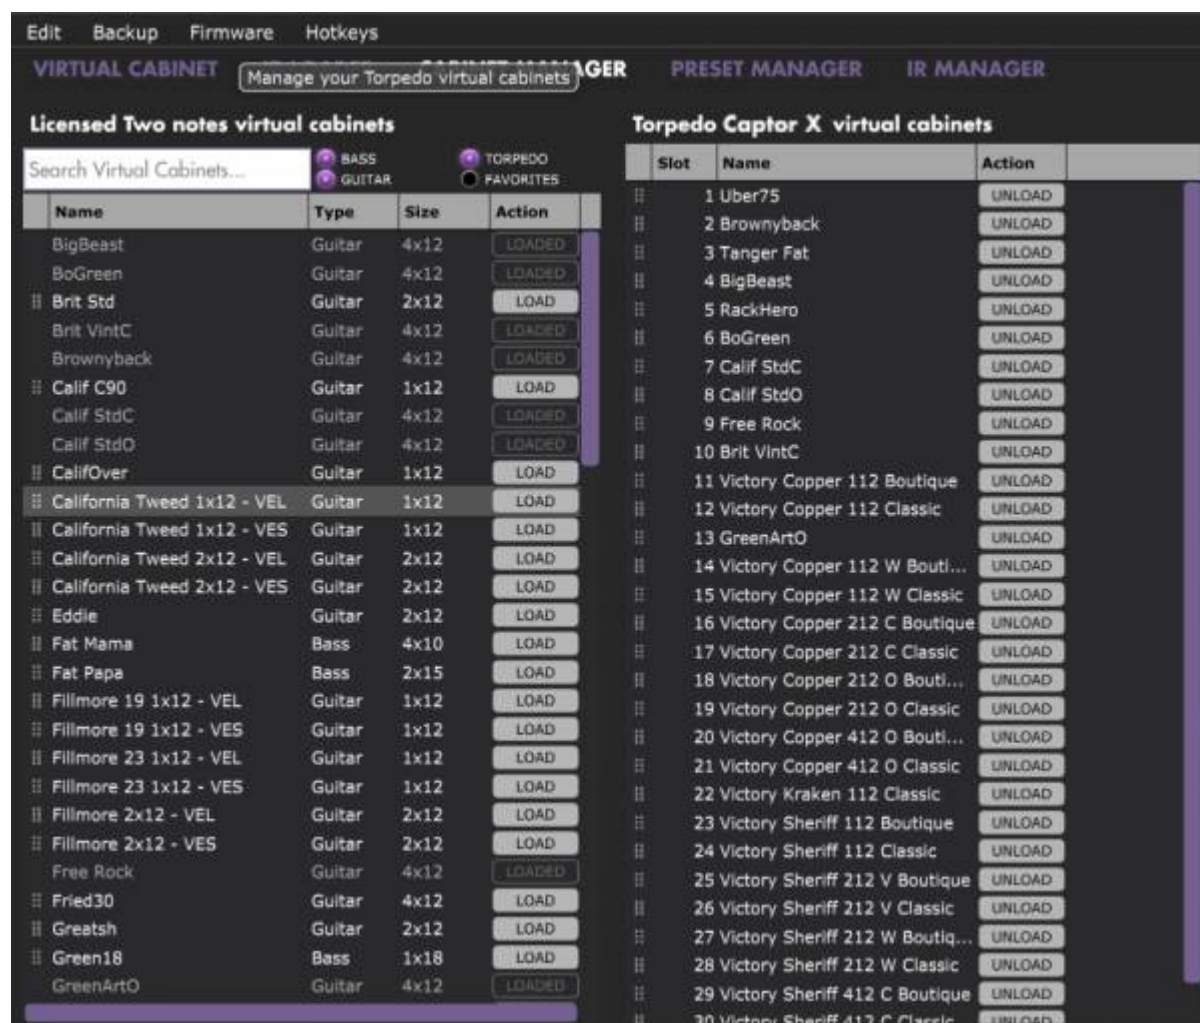 Edit Backup Firmware Hotkeys
VIRTUAL CABINET AGER PRESET MANAGER IR MANAGER
Manage your Torpedo virtual cabinets
Licensed Two notes virtual cabinets
Search Virtual Cabinets...
BASS TORPEDO
GUITAR FAVORITES
Name Type Size Action
BigBeast Guitar 4x12 LOADED
BoGreen Guitar 4x12 LOADED
Brit Std Guitar 2x12 LOAD
Brit VintC Guitar 4x12 LOADED
Brownyback Guitar 4x12 LOADED
Calif C90 Guitar 1x12 LOAD
Calif StdC Guitar 4x12 LOADED
Calif StdO Guitar 4x12 LOADED
CalifOver Guitar 1x12 LOAD
California Tweed 1x12 - VEL Guitar 1x12 LOAD
California Tweed 1x12 - VES Guitar 1x12 LOAD
California Tweed 2x12 - VEL Guitar 2x12 LOAD
California Tweed 2x12 - VES Guitar 2x12 LOAD
Eddie Guitar 2x12 LOAD
Fat Mama Bass 4x10 LOAD
Fat Papa Bass 2x15 LOAD
Fillmore 19 1x12 - VEL Guitar 1x12 LOAD
Fillmore 19 1x12 - VES Guitar 1x12 LOAD
Fillmore 23 1x12 - VEL Guitar 1x12 LOAD
Fillmore 23 1x12 - VES Guitar 1x12 LOAD
Fillmore 2x12 - VEL Guitar 2x12 LOAD
Fillmore 2x12 - VES Guitar 2x12 LOAD
Free Rock Guitar 4x12 LOADED
Fried30 Guitar 4x12 LOAD
Greatsh Guitar 2x12 LOAD
Green18 Bass 1x18 LOAD
GreenArtO Guitar 4x12 LOADED
Torpedo Captor X virtual cabinets
Slot Name Action
1 Uber75 UNLOAD
2 Brownyback UNLOAD
3 Tanger Fat UNLOAD
4 BigBeast UNLOAD
5 RackHero UNLOAD
6 BoGreen UNLOAD
7 Calif StdC UNLOAD
8 Calif StdO UNLOAD
9 Free Rock UNLOAD
10 Brit VintC UNLOAD
11 Victory Copper 112 Boutique UNLOAD
12 Victory Copper 112 Classic UNLOAD
13 GreenArtO UNLOAD
14 Victory Copper 112 W Bouti... UNLOAD
15 Victory Copper 112 W Classic UNLOAD
16 Victory Copper 212 C Boutique UNLOAD
17 Victory Copper 212 C Classic UNLOAD
18 Victory Copper 212 O Bouti... UNLOAD
19 Victory Copper 212 O Classic UNLOAD
20 Victory Copper 412 O Bouti... UNLOAD
21 Victory Copper 412 O Classic UNLOAD
22 Victory Kraken 112 Classic UNLOAD
23 Victory Sheriff 112 Boutique UNLOAD
24 Victory Sheriff 112 Classic UNLOAD
25 Victory Sheriff 212 V Boutique UNLOAD
26 Victory Sheriff 212 V Classic UNLOAD
27 Victory Sheriff 212 W Boutiq... UNLOAD
28 Victory Sheriff 212 W Classic UNLOAD
29 Victory Sheriff 412 C Boutique UNLOAD
30 Victory Sheriff 412 C Classic UNLOAD